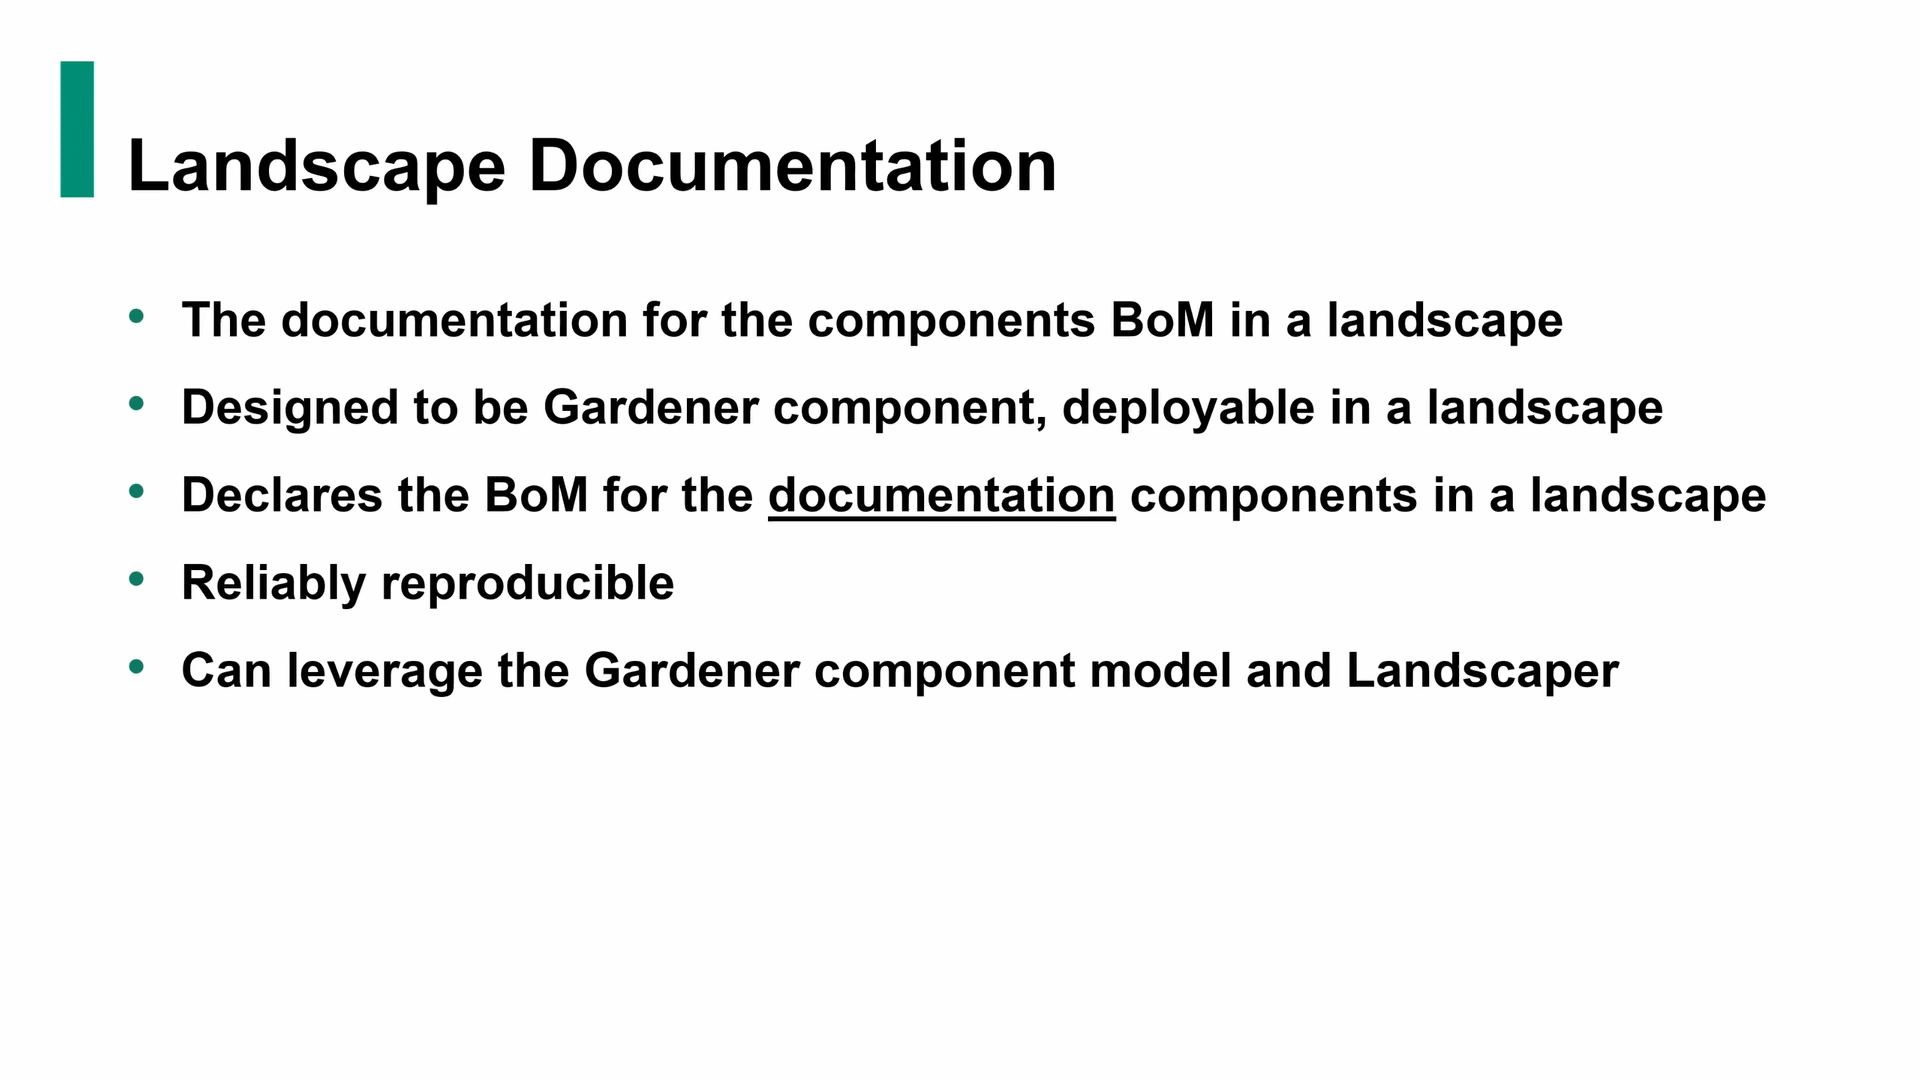 Landscape Documentation
• The documentation for the components BoM in a landscape
• Designed to be Gardener component, deployable in a landscape
• Declares the BoM for the documentation components in a landscape
• Reliably reproducible
• Can leverage the Gardener component model and Landscaper